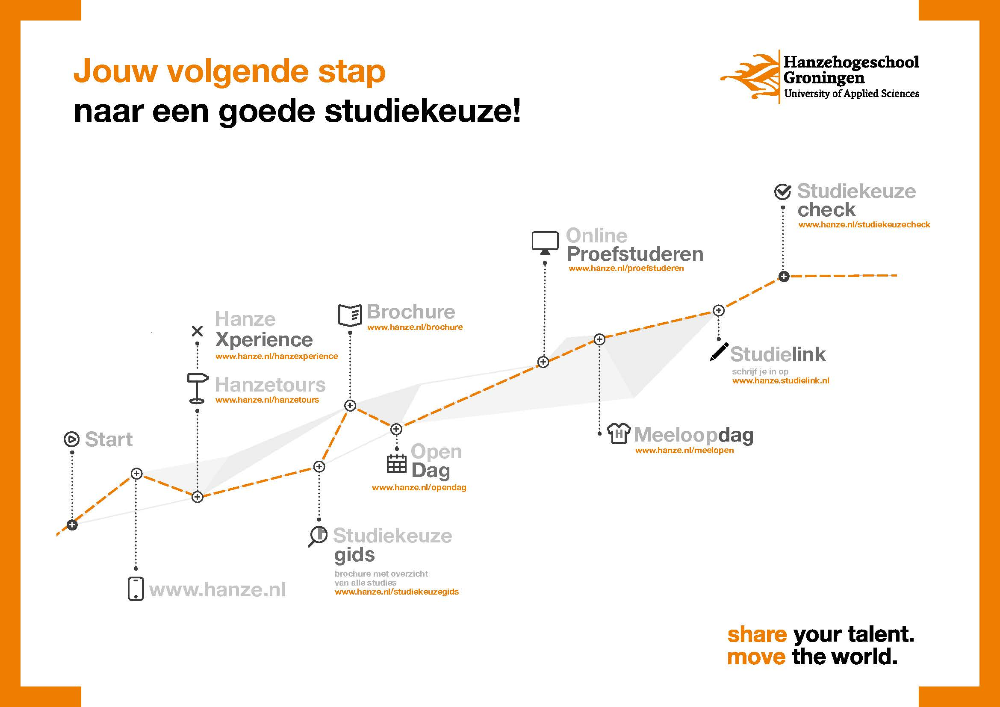 Jouw volgende stap
naar een goede studiekeuze!
Hanzehogeschool
Groningen
University of Applied Sciences
Start
www.hanze.nl
Hanze
Xperience
www.hanze.nl/hanzexperience
Hanzetours
www.hanze.nl/hanzetours
Studiekeuze
gids
brochure met overzicht
van alle studies
www.hanze.nl/studiekeuzegids
Brochure
www.hanze.nl/brochure
Open
Dag
www.hanze.nl/opendag
Online
Proefstuderen
www.hanze.nl/proefstuderen
H
Meeloopdag
www.hanze.nl/meelopen
Studielink
schrijf je in op
www.hanze.studielink.nl
Studiekeuze
check
www.hanze.nl/studiekeuzecheck
share your talent.
move the world.